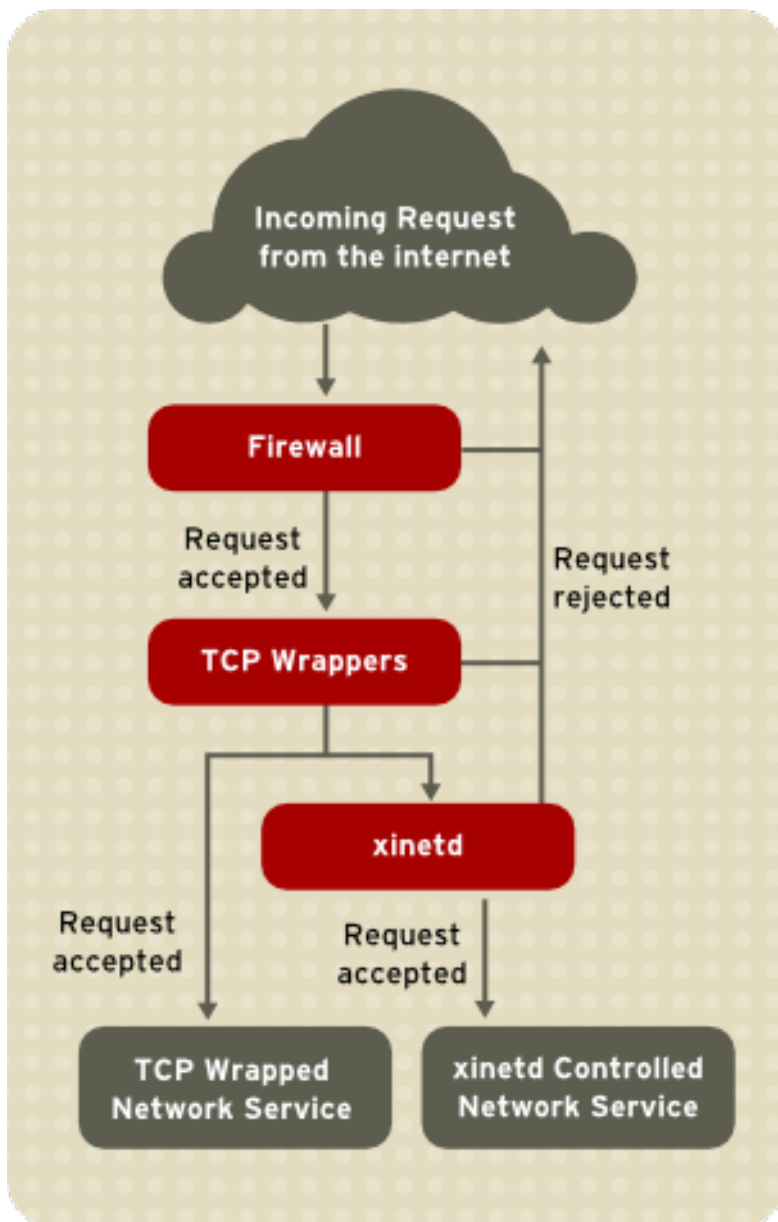 Incoming Request
from the internet
Firewall
Request
accepted
Request
rejected
TCP Wrappers
xinetd
Request
accepted
Request
accepted
TCP Wrapped
Network Service
xinetd Controlled
Network Service